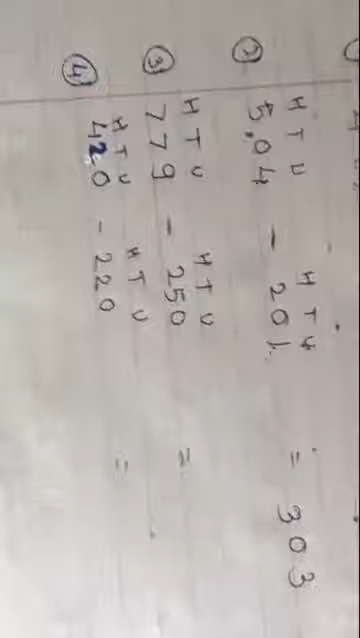 H T U H T U
② 5.04 - 201 = 303
H T U H T U
③ 779 - 250 =
H T U H T U
④ 420 - 220 =